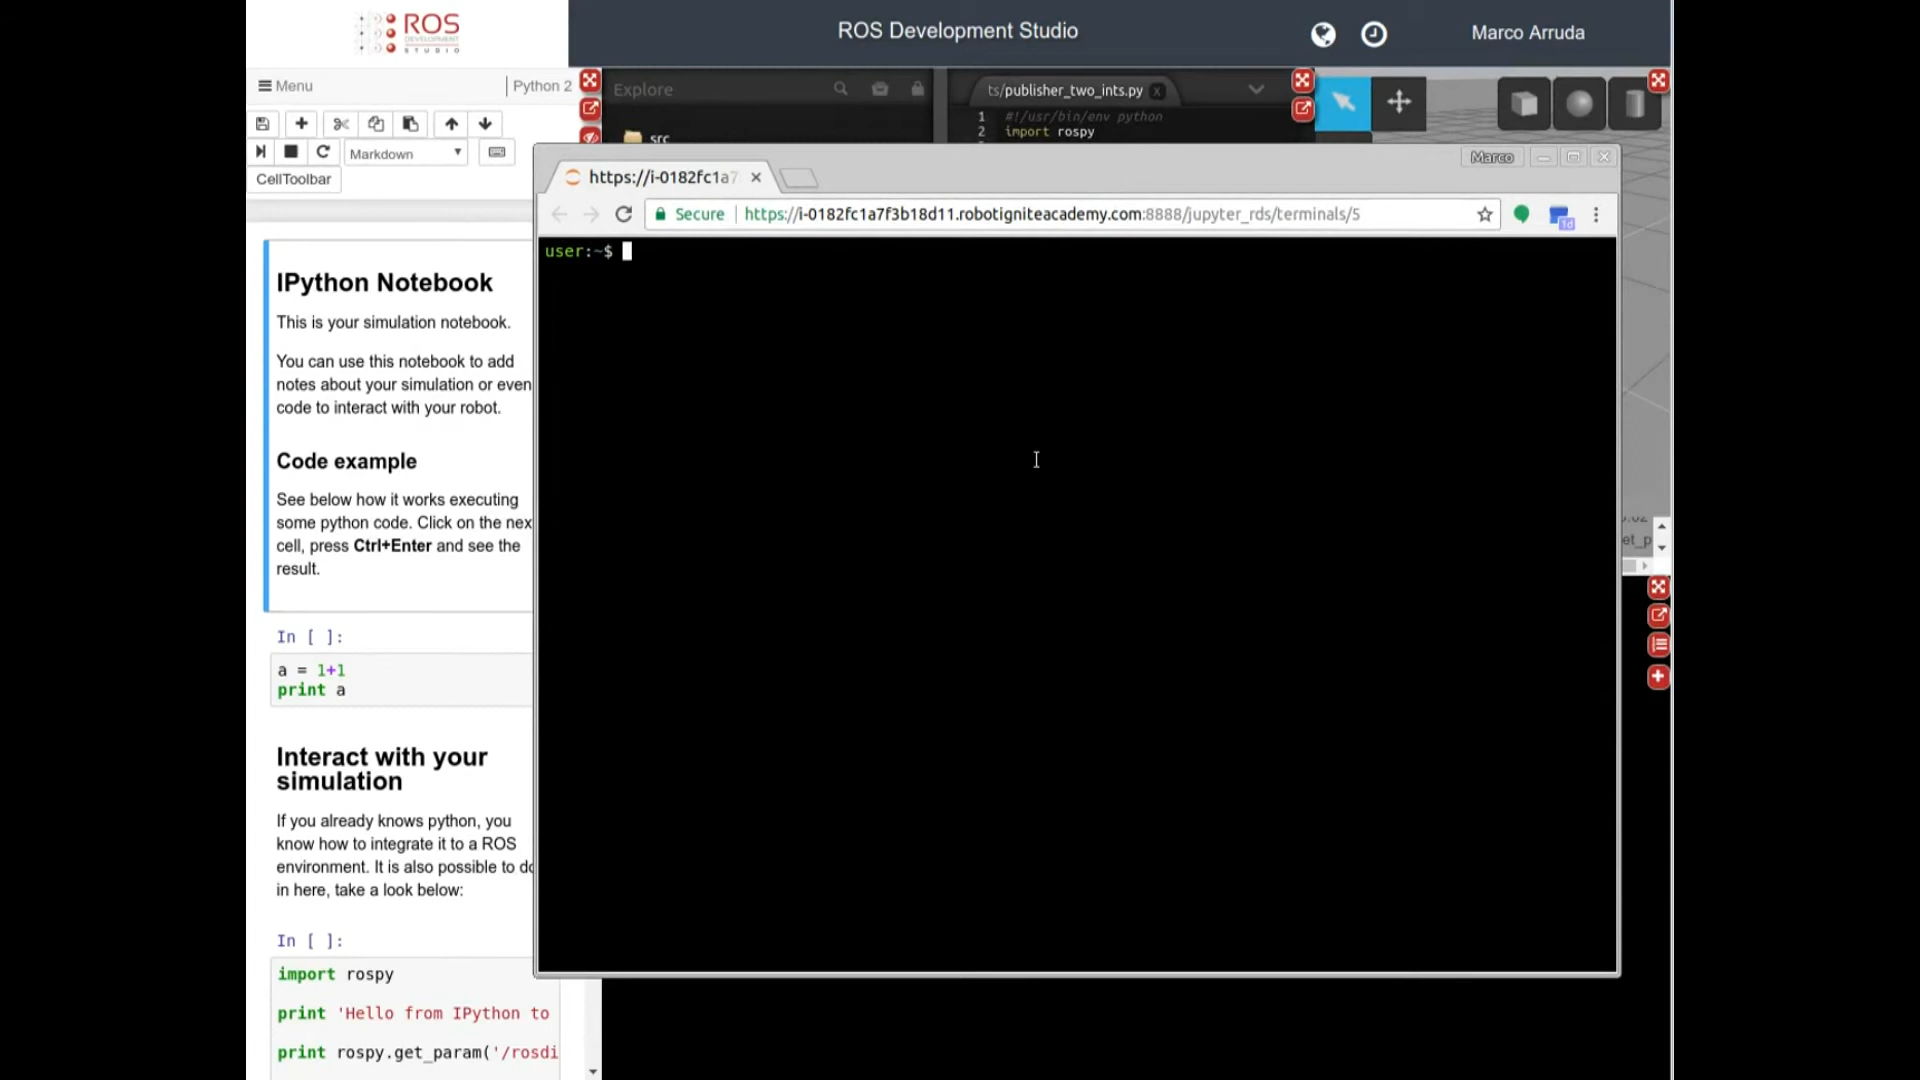 ROS
DEVELOPMENT
STUDIO
ROS Development Studio
Marco Arruda
Menu
Python 2
Markdown
CellToolbar
Explore
src
ts/publisher_two_ints.py
1 #!/usr/bin/env python
2 import rospy
Marco
https://i-0182fc1a7
Secure
https://i-0182fc1a7f3b18d11.robotigniteacademy.com:8888/jupyter_rds/terminals/5
1d
user:~$
IPython Notebook
This is your simulation notebook.
You can use this notebook to add
notes about your simulation or even
code to interact with your robot.
Code example
See below how it works executing
some python code. Click on the nex
cell, press Ctrl+Enter and see the
result.
In [ ]:
a = 1+1
print a
Interact with your
simulation
If you already knows python, you
know how to integrate it to a ROS
environment. It is also possible to do
in here, take a look below:
In [ ]:
import rospy
print 'Hello from IPython to
print rospy.get_param('/rosdi
et_p